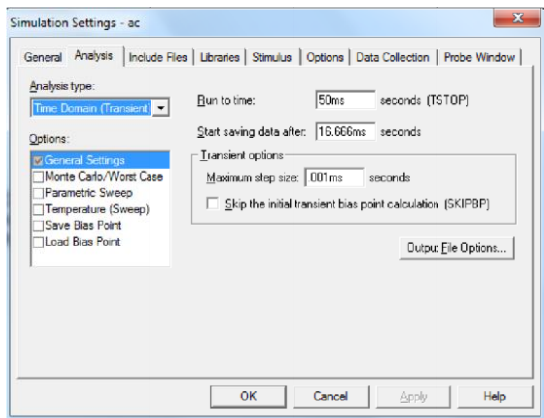 Simulation Settings - ac
General Analysis Include Files Libraries Stimulus Options Data Collection Probe Window
Analysis type:
Time Domain (Transient)
Options:
General Settings
Monte Carlo/Worst Case
Parametric Sweep
Temperature (Sweep)
Save Bias Point
Load Bias Point
Run to time: 50ms seconds (TSTOP)
Start saving data after: 16.666ms seconds
Transient options
Maximum step size: 001ms seconds
Skip the initial transient bias point calculation (SKIPBP)
Output File Options...
OK Cancel Apply Help